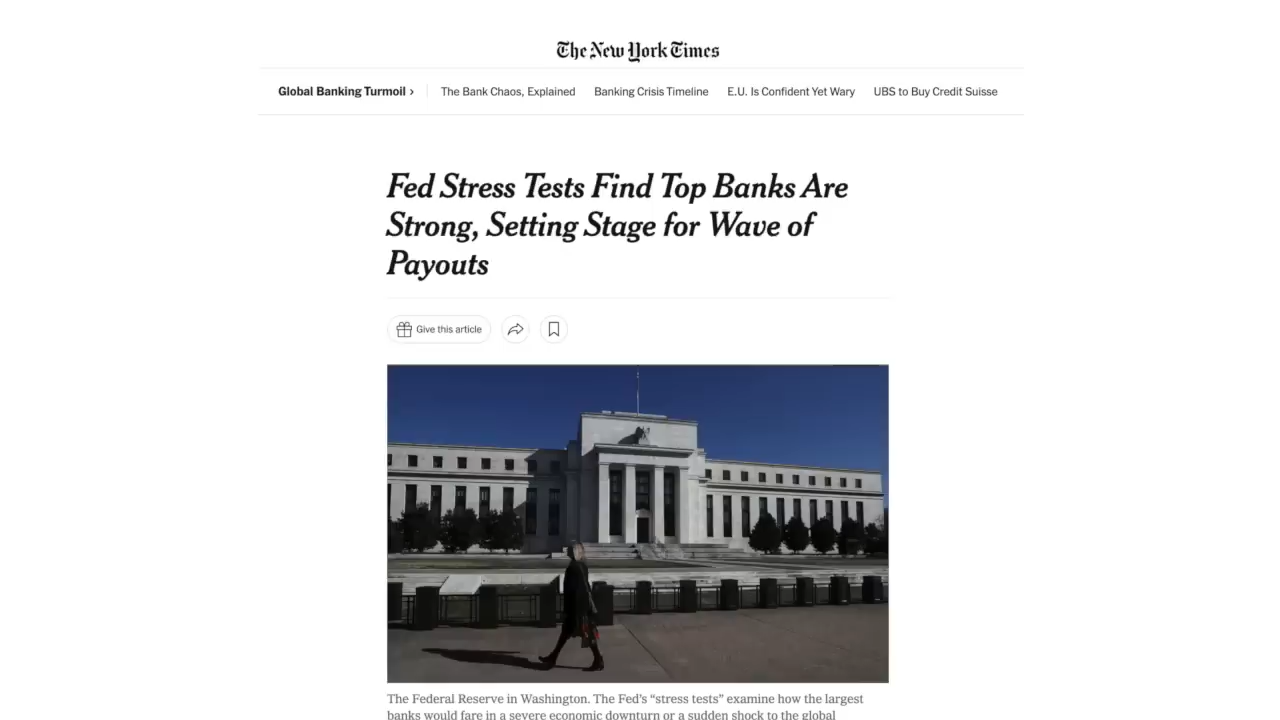 The New York Times
Global Banking Turmoil › The Bank Chaos, Explained Banking Crisis Timeline E.U. Is Confident Yet Wary UBS to Buy Credit Suisse
Fed Stress Tests Find Top Banks Are
Strong, Setting Stage for Wave of
Payouts
Give this article
The Federal Reserve in Washington. The Fed’s “stress tests” examine how the largest
banks would fare in a severe economic downturn or a sudden shock to the global